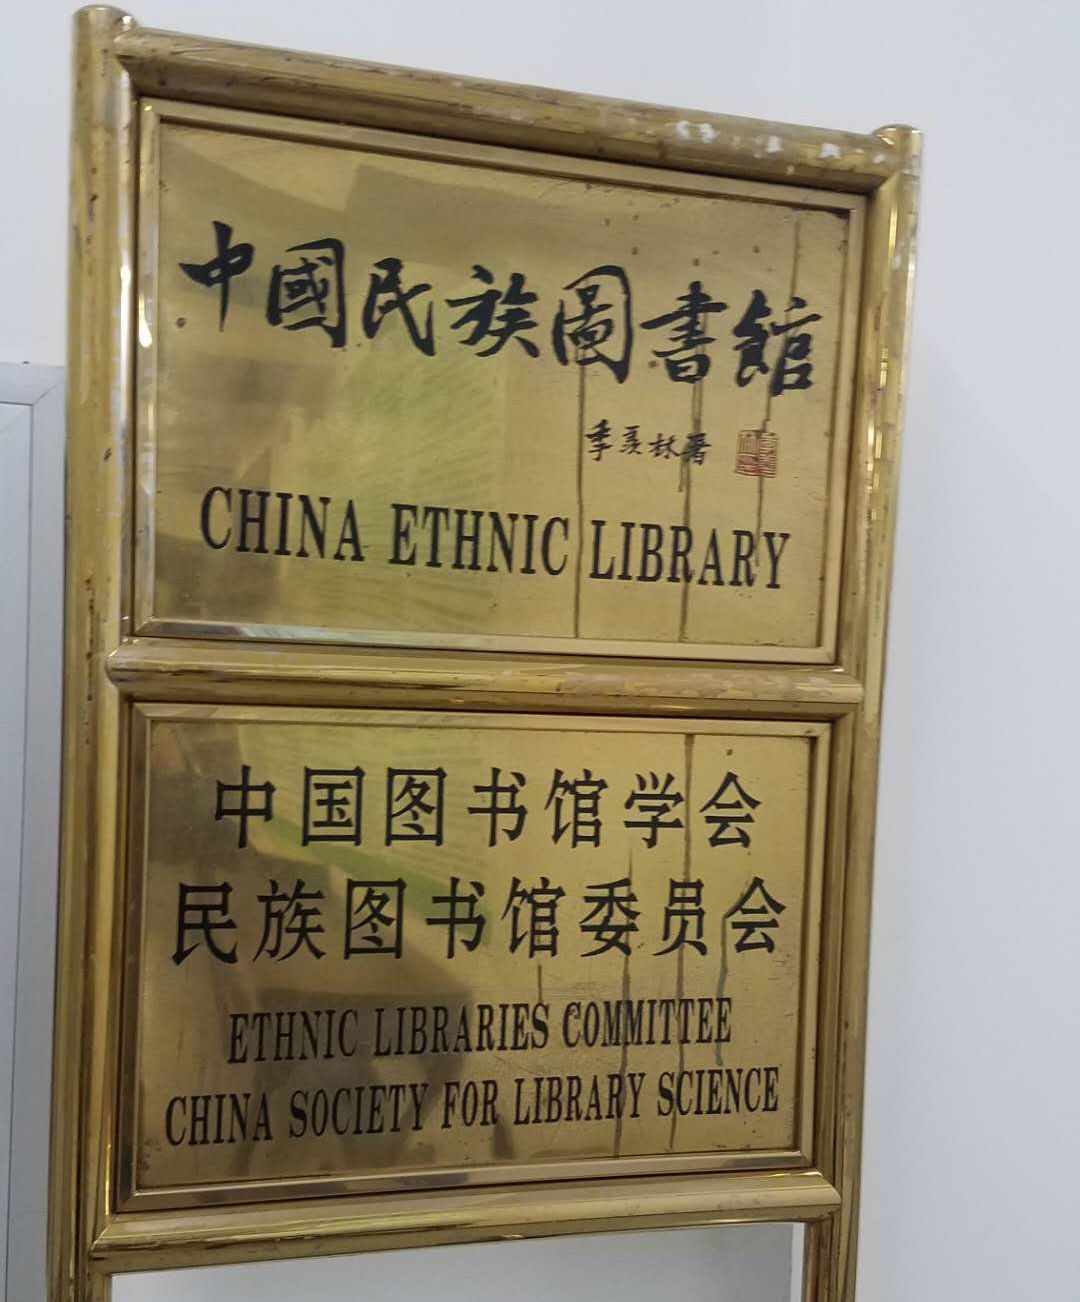 中國民族圖書館
季羡林署
CHINA ETHNIC LIBRARY
中国图书馆学会
民族图书馆委员会
ETHNIC LIBRARIES COMMITTEE
CHINA SOCIETY FOR LIBRARY SCIENCE